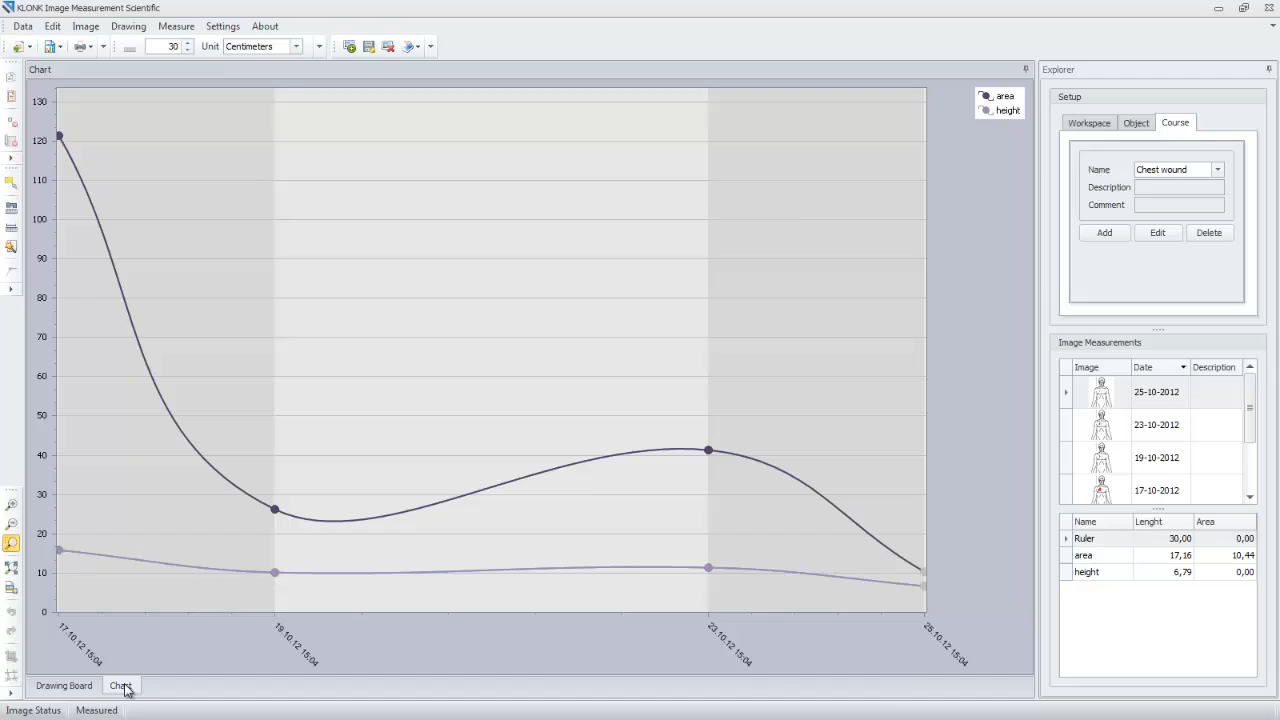 KLONK Image Measurement Scientific
Data Edit Image Drawing Measure Settings About
30 Unit Centimeters
Chart
130
120
110
100
90
80
70
60
50
40
30
20
10
0
17.10.12 15:04
19.10.12 15:04
23.10.12 15:04
25.10.12 15:04
area
height
Explorer
Setup
Workspace Object Course
Name Chest wound
Description
Comment
Add Edit Delete
Image Measurements
Image Date Description
25-10-2012
23-10-2012
19-10-2012
17-10-2012
Name Lenght Area
Ruler 30,00 0,00
area 17,16 10,44
height 6,79 0,00
Drawing Board Chart
Image Status Measured